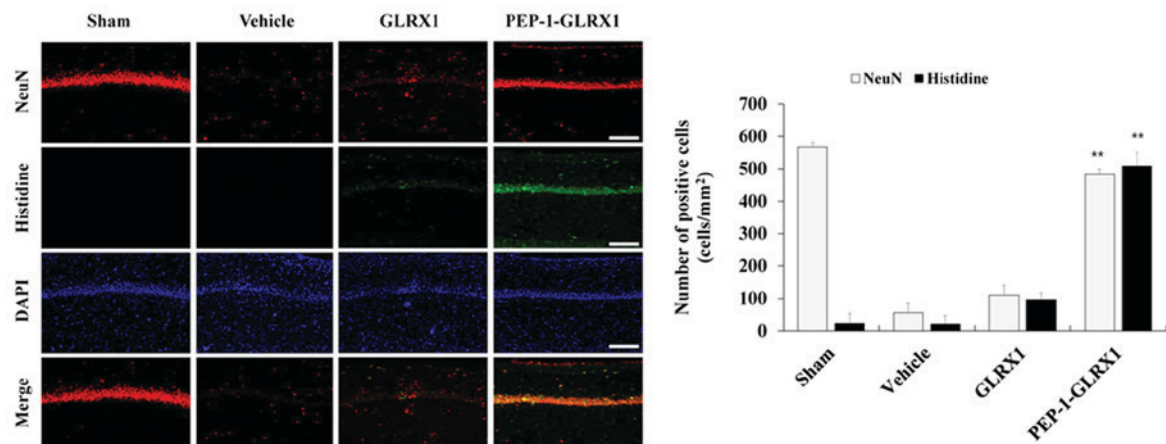 Sham Vehicle GLRX1 PEP-1-GLRX1
NeuN
Histidine
DAPI
Merge
NeuN Histidine
Number of positive cells
(cells/mm²)
700
600
500
400
300
200
100
0
** **
Sham Vehicle GLRX1 PEP-1-GLRX1